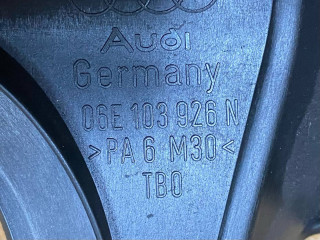 Audi
Germany
06E 103 926 N
>PA 6 M30<
TBO